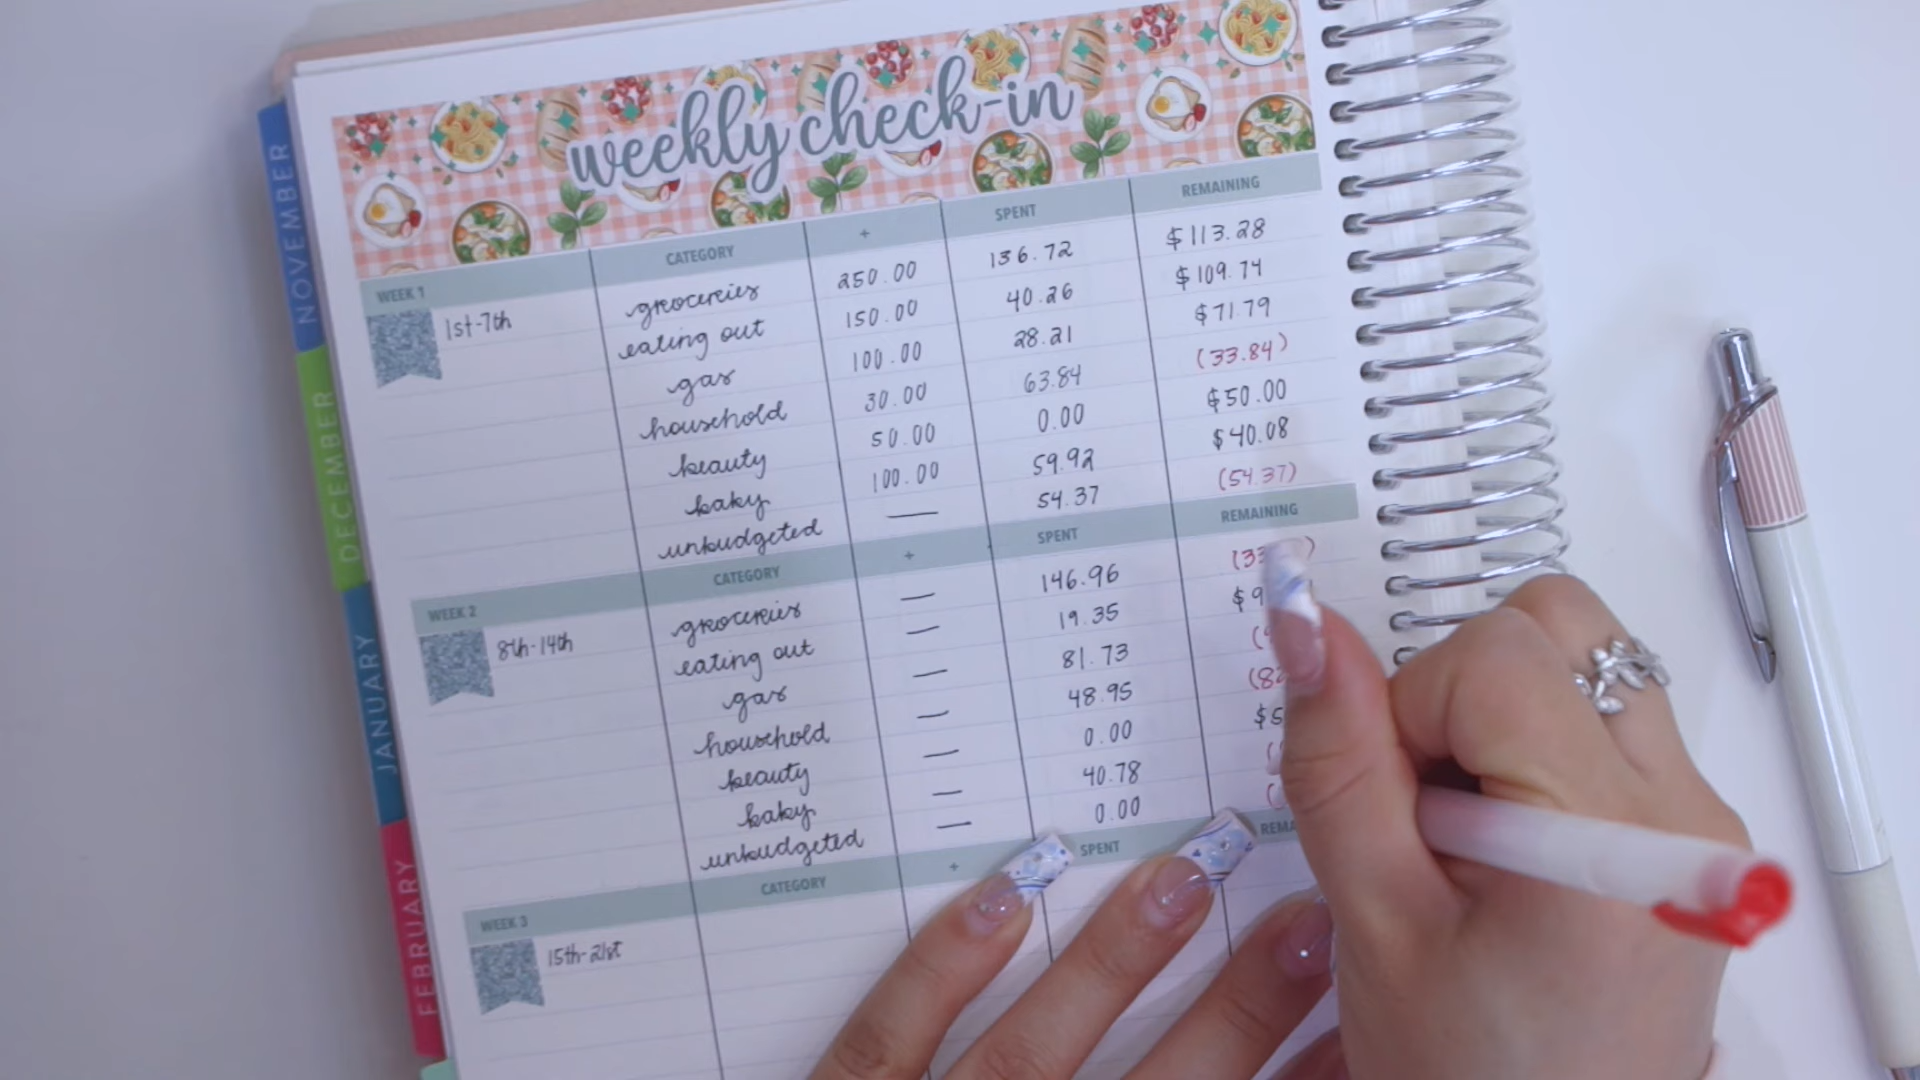 weekly check-in
WEEK 1 CATEGORY + SPENT REMAINING
1st-7th groceries 250.00 136.72 $113.28
eating out 150.00 40.26 $109.74
gas 100.00 28.21 $71.79
household 30.00 63.84 (33.84)
beauty 50.00 0.00 $50.00
baby 100.00 59.92 $40.08
unbudgeted — 54.37 (54.37)
WEEK 2 CATEGORY + SPENT REMAINING
8th-14th groceries — 146.96
eating out — 19.35
gas — 81.73
household — 48.95
beauty — 0.00
baby — 40.78
unbudgeted — 0.00
WEEK 3 CATEGORY + SPENT
15th-21st
NOVEMBER
DECEMBER
JANUARY
FEBRUARY